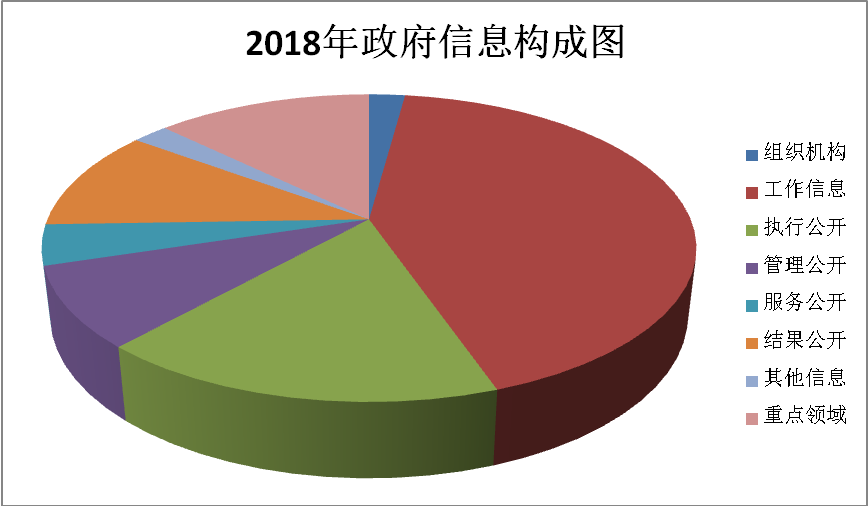 2018年政府信息构成图
组织机构
工作信息
执行公开
管理公开
服务公开
结果公开
其他信息
重点领域